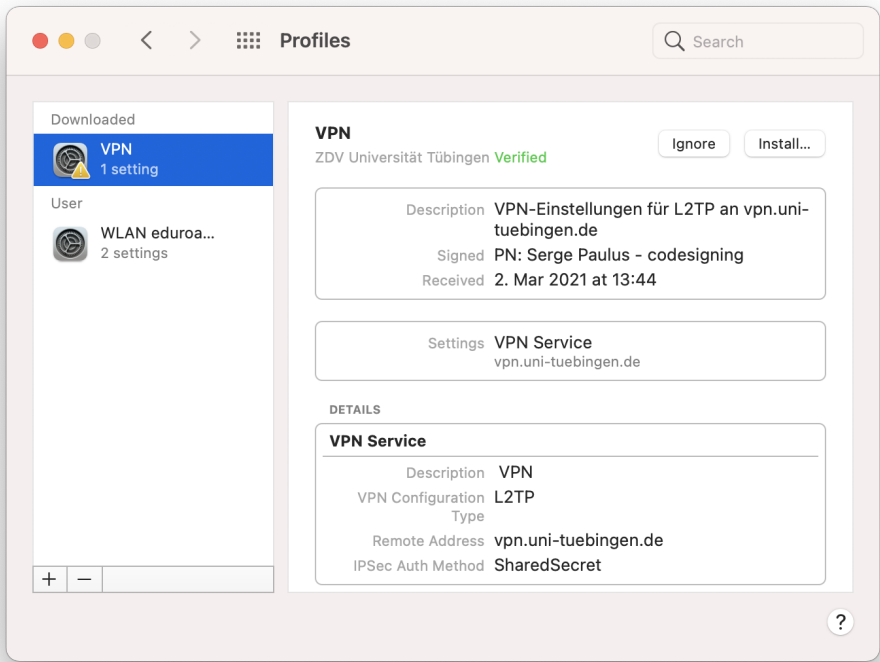 Profiles
Search
Downloaded
VPN
1 setting
User
WLAN eduroa...
2 settings
VPN
ZDV Universität Tübingen Verified
Ignore
Install...
Description VPN-Einstellungen für L2TP an vpn.uni-
tuebingen.de
Signed PN: Serge Paulus - codesigning
Received 2. Mar 2021 at 13:44
Settings VPN Service
vpn.uni-tuebingen.de
DETAILS
VPN Service
Description VPN
VPN Configuration L2TP
Type
Remote Address vpn.uni-tuebingen.de
IPSec Auth Method SharedSecret
+ −
?